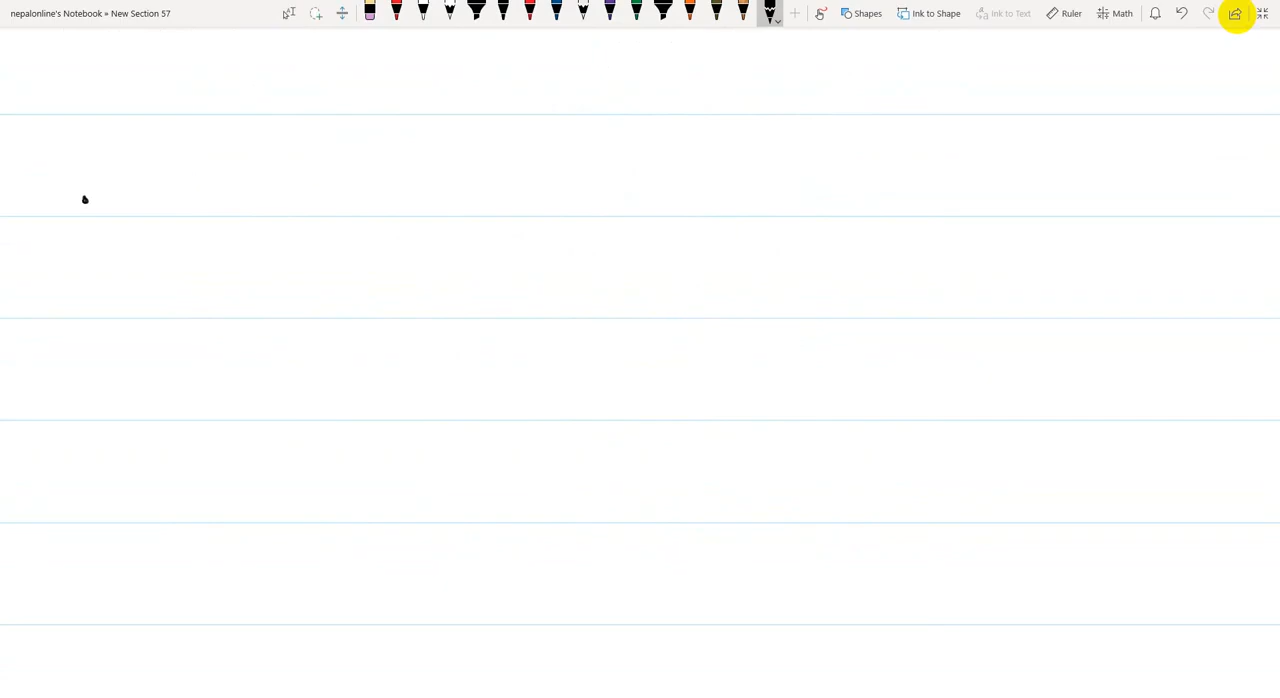 nepalonline's Notebook » New Section 57
Shapes
Ink to Shape
Ink to Text
Ruler
Math